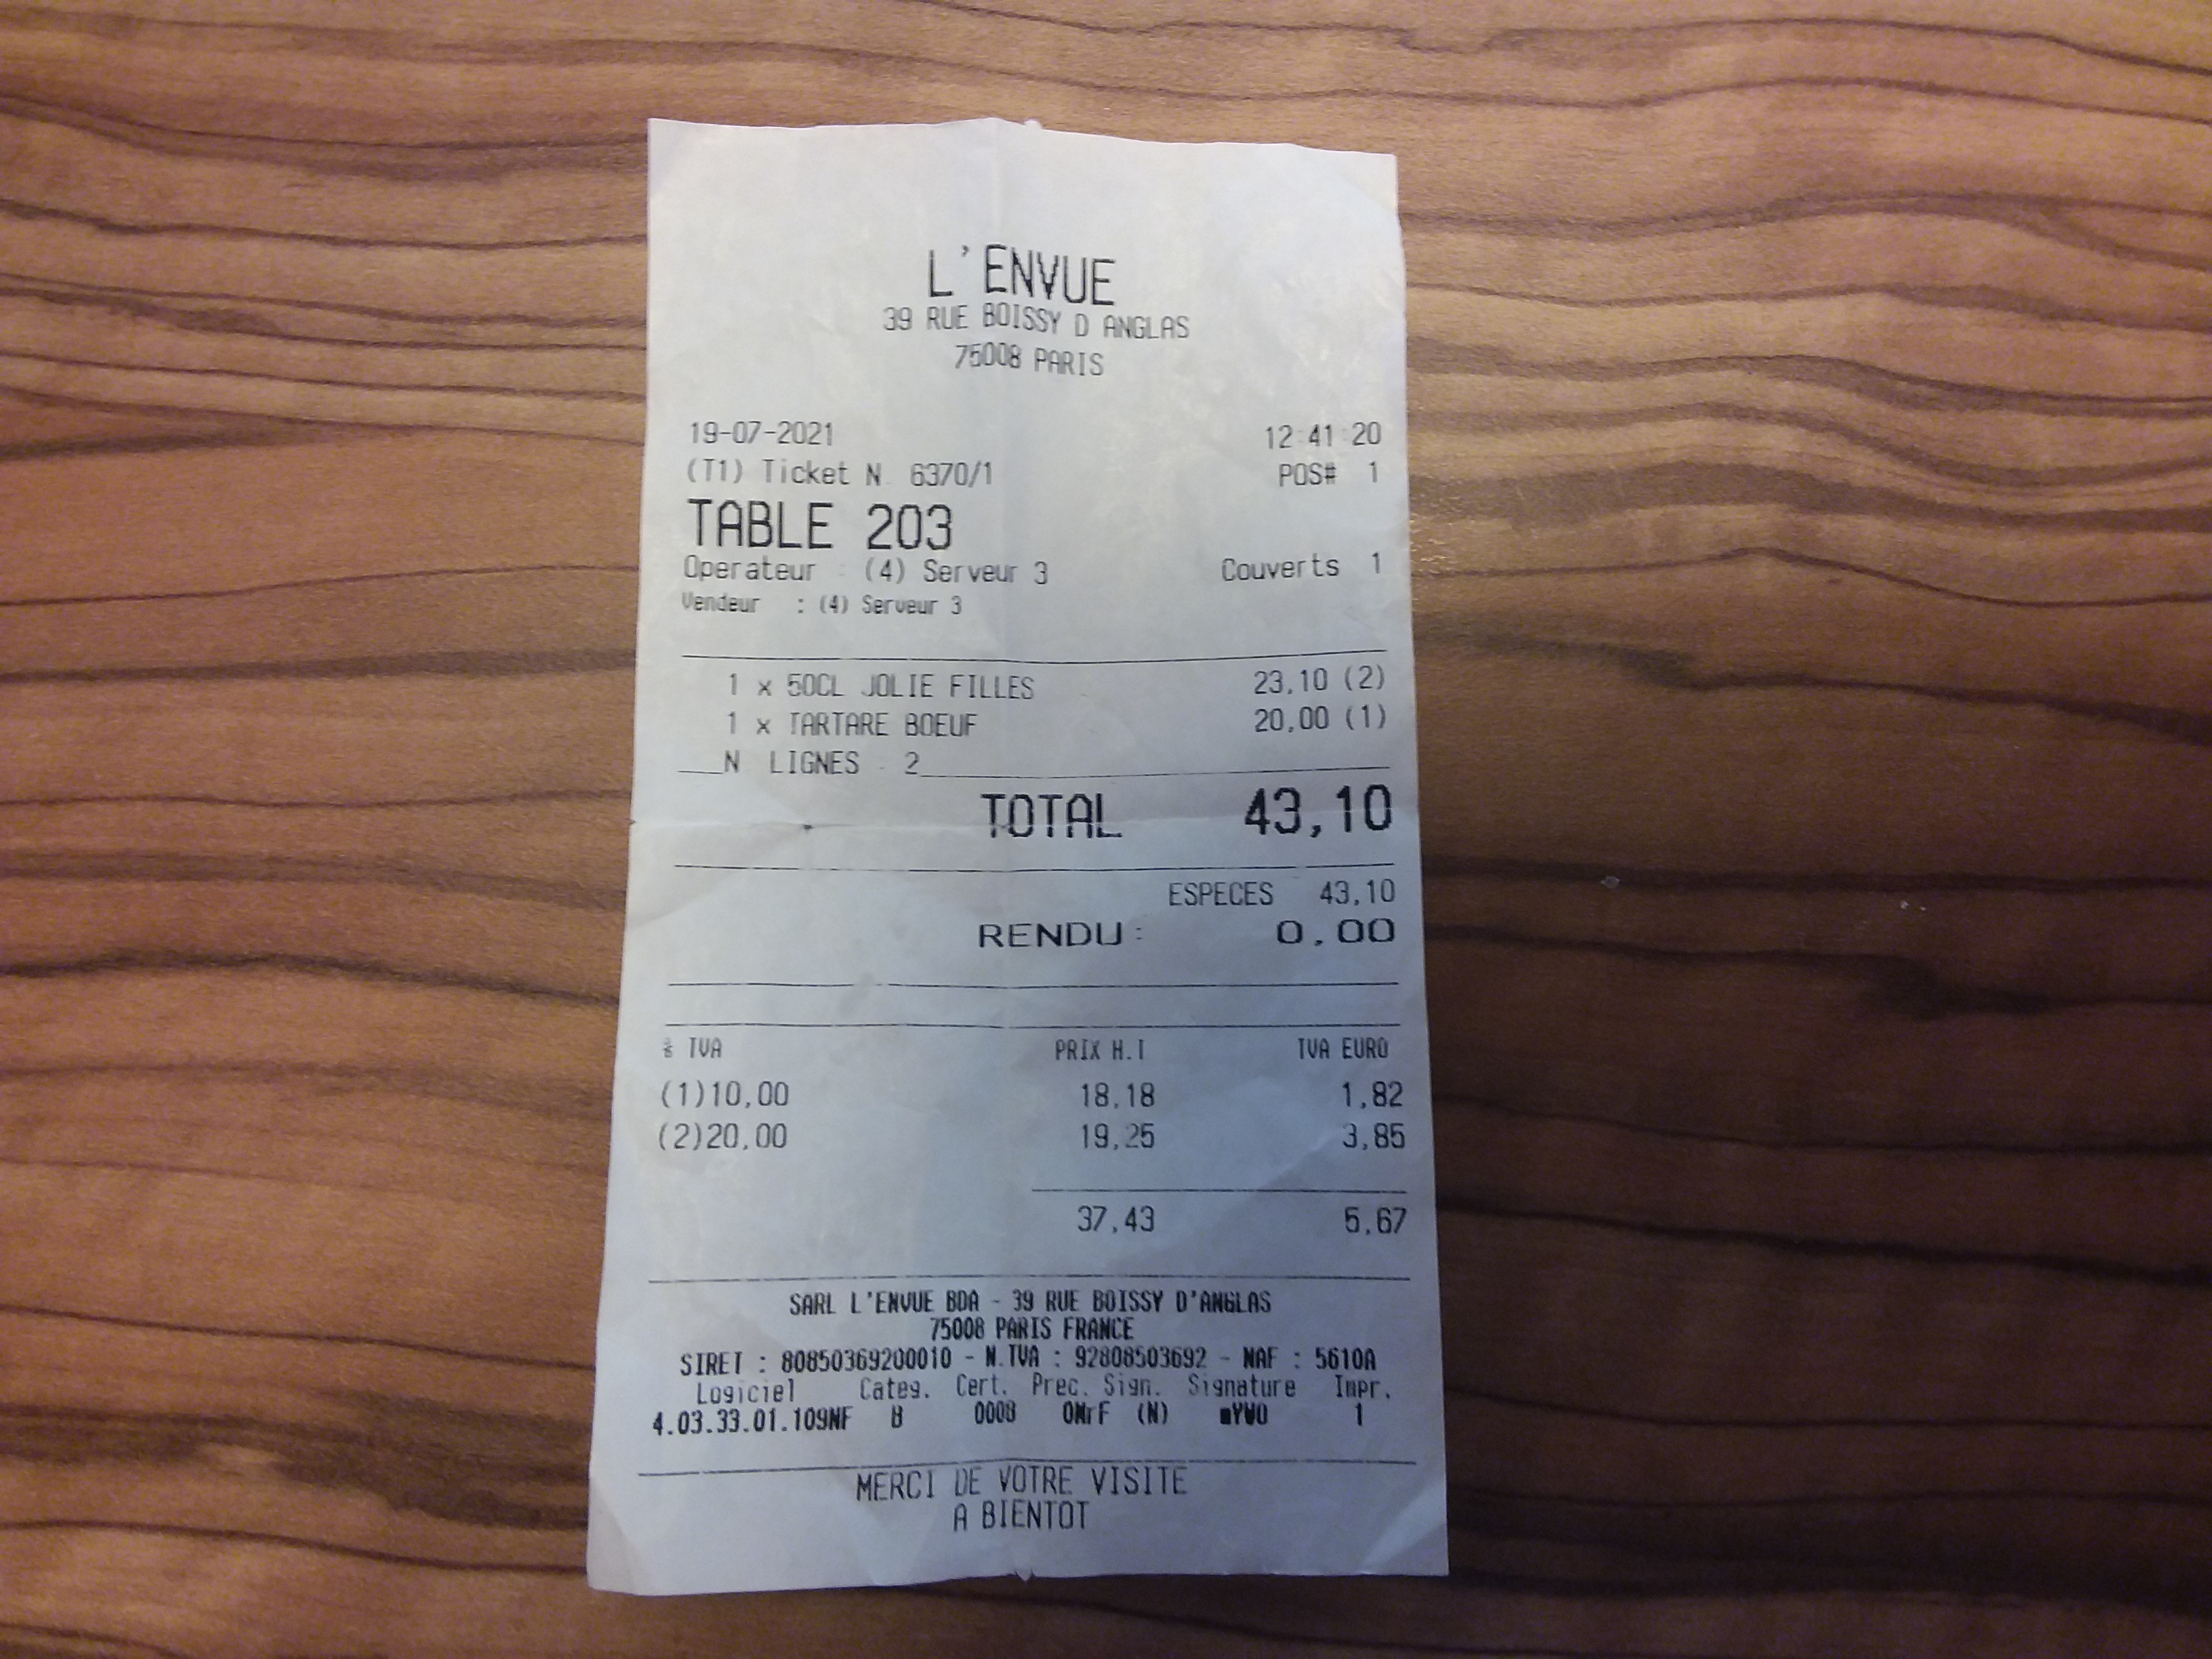 L'ENVUE
39 RUE BOISSY D ANGLAS
75008 PARIS
19-07-2021 12:41:20
(T1) Ticket N 6370/1 POS# 1
TABLE 203
Operateur : (4) Serveur 3 Couverts 1
Vendeur : (4) Serveur 3
1 x 50CL JOLIE FILLES 23,10 (2)
1 x TARTARE BOEUF 20,00 (1)
N LIGNES : 2
TOTAL 43,10
ESPECES 43,10
RENDU : 0.00
% TVA PRIX H.T TVA EURO
(1)10,00 18,18 1,82
(2)20,00 19,25 3,85
37,43 5,67
SARL L'ENVUE BDA - 39 RUE BOISSY D'ANGLAS
75008 PARIS FRANCE
SIRET : 80850369200010 - N.TVA : 92808503692 - NAF : 5610A
Logiciel Categ. Cert. Prec. Sign. Signature Impr.
4.03.33.01.109NF B 0008 0MrF (N) 1
MERCI DE VOTRE VISITE
A BIENTOT